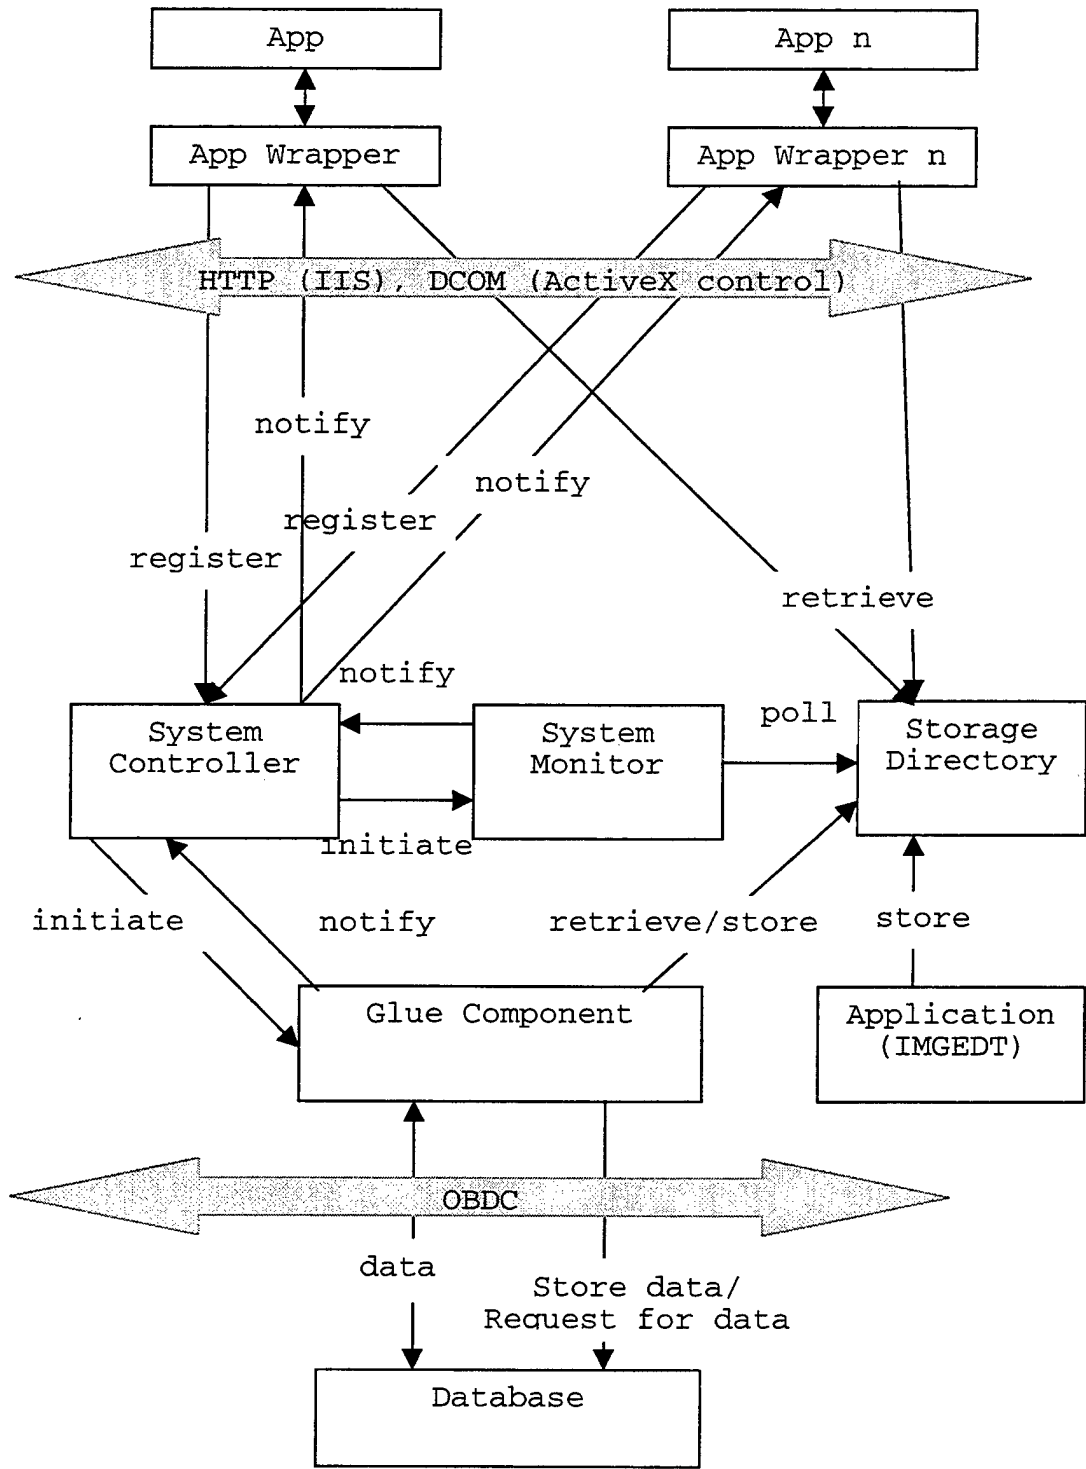 App
App n
App Wrapper
App Wrapper n
HTTP (IIS), DCOM (ActiveX control)
notify
notify
register
register
retrieve
notify
poll
System
Controller
System
Monitor
Storage
Directory
initiate
initiate
notify
retrieve/store
store
Glue Component
Application
(IMGEDT)
OBDC
data
Store data/
Request for data
Database